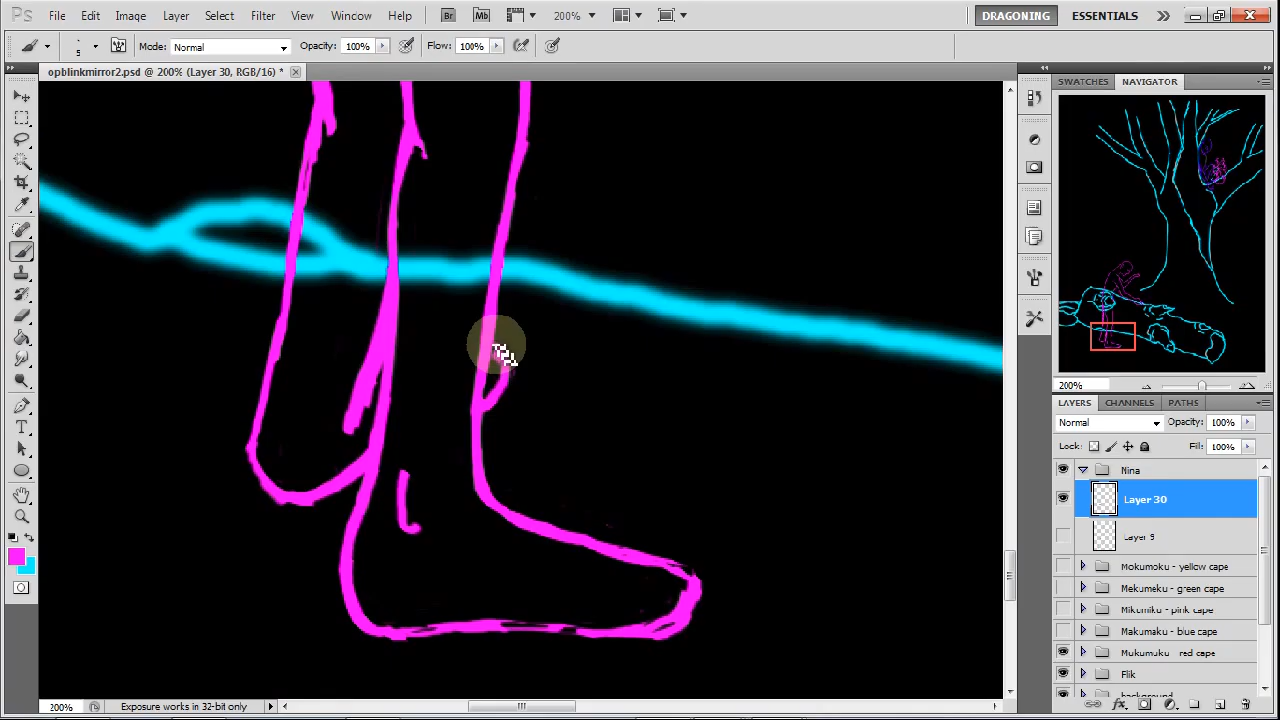 Ps File Edit Image Layer Select Filter View Window Help Br Mb 200% DRAGONING ESSENTIALS
5 Mode: Normal Opacity: 100% Flow: 100%
opblinkmirror2.psd @ 200% (Layer 30, RGB/16) *
SWATCHES NAVIGATOR
200%
LAYERS CHANNELS PATHS
Normal Opacity: 100%
Lock: Fill: 100%
Nina
Layer 30
Layer 9
Mokumoku - yellow cape
Mekumeku - green cape
Mikumiku - pink cape
Makumaku - blue cape
Mukumuku - red cape
Flik
background
200% Exposure works in 32-bit only